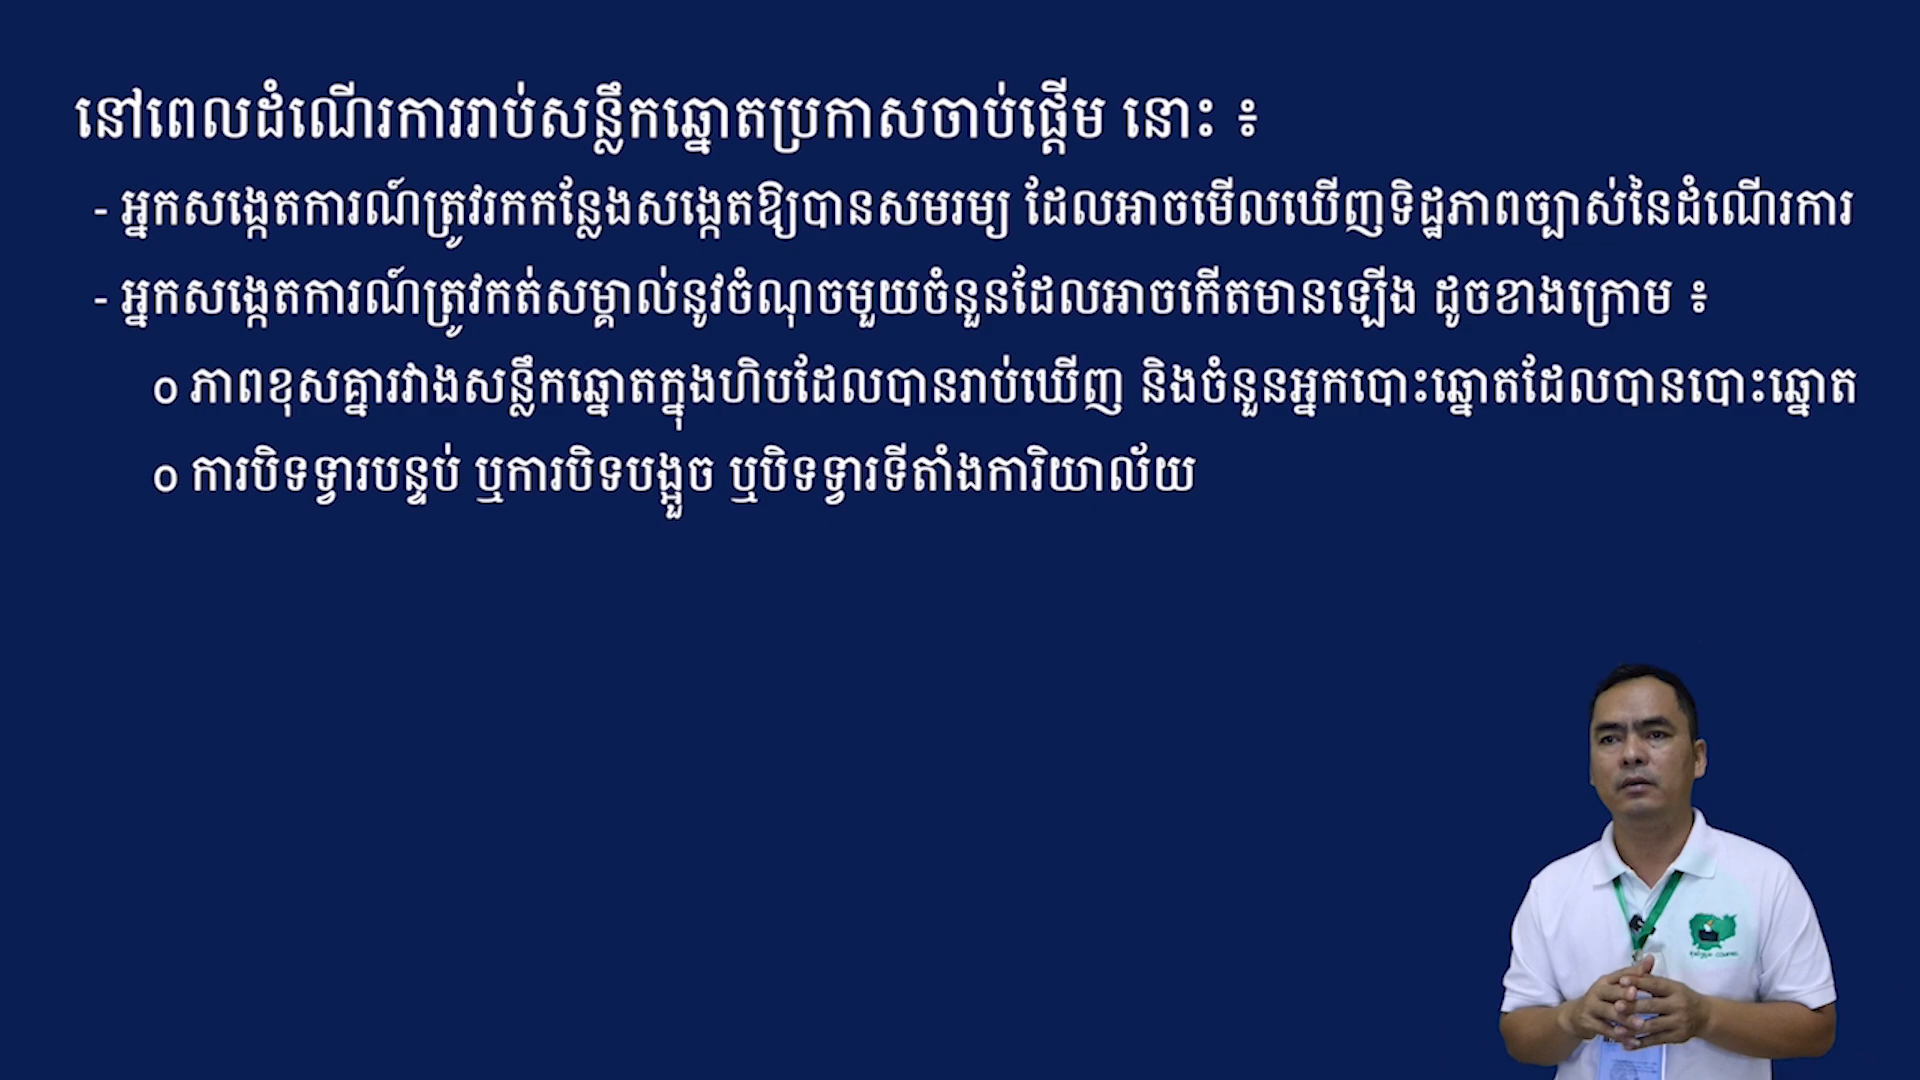 នៅពេលដំណើរការរាប់សន្លឹកឆ្នោតប្រកាសចាប់ផ្ដើម នោះ ៖
- អ្នកសង្កេតការណ៍ត្រូវរកកន្លែងសង្កេតឱ្យបានសមរម្យ ដែលអាចមើលឃើញទិដ្ឋភាពច្បាស់នៃដំណើរការ
- អ្នកសង្កេតការណ៍ត្រូវកត់សម្គាល់នូវចំណុចមួយចំនួនដែលអាចកើតមានឡើង ដូចខាងក្រោម ៖
o ភាពខុសគ្នារវាងសន្លឹកឆ្នោតក្នុងហិបដែលបានរាប់ឃើញ និងចំនួនអ្នកបោះឆ្នោតដែលបានបោះឆ្នោត
o ការបិទទ្វារបន្ទប់ ឬការបិទបង្អួច ឬបិទទ្វារទីតាំងការិយាល័យ